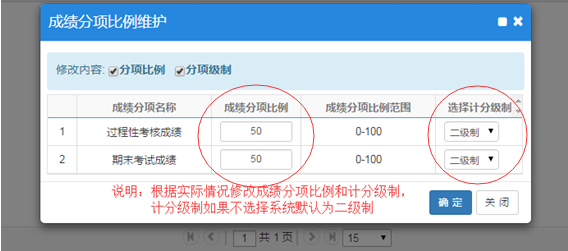 成绩分项比例维护
修改内容: 分项比例 分项级制
成绩分项名称 成绩分项比例 成绩分项比例范围 选择计分级制
1 过程性考核成绩 50 0-100 二级制
2 期末考试成绩 50 0-100 二级制
说明：根据实际情况修改成绩分项比例和计分级制，
计分级制如果不选择系统默认为二级制
确 定 关 闭
1 共 1 页 15